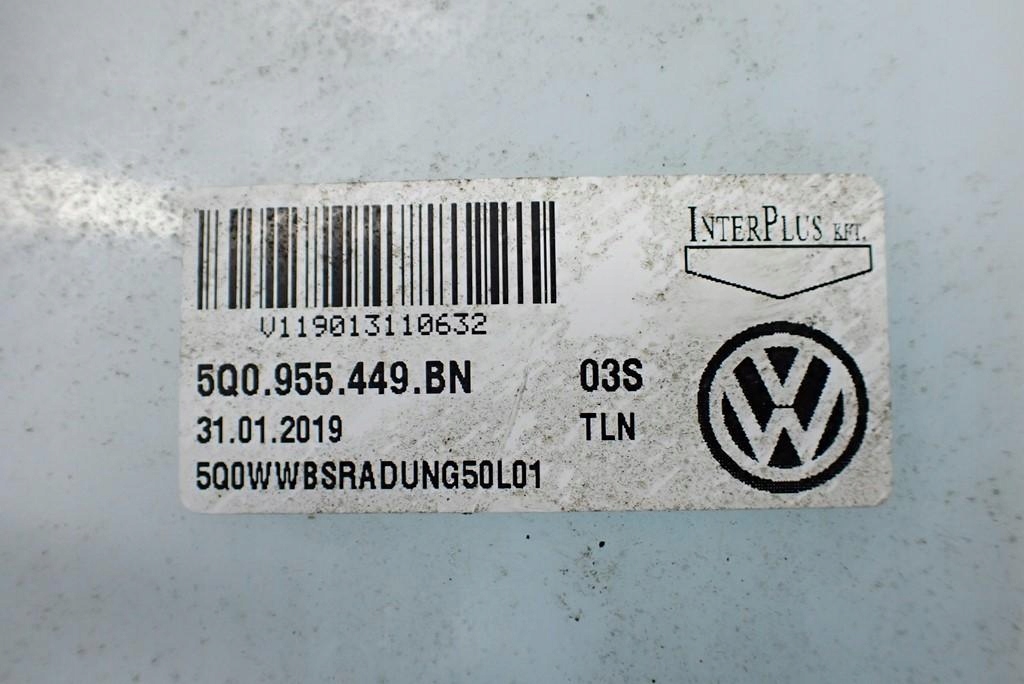 INTERPLUS KFT.
V119013110632
5Q0.955.449.BN 03S
31.01.2019 TLN
5Q0WWBSRADUNG50L01